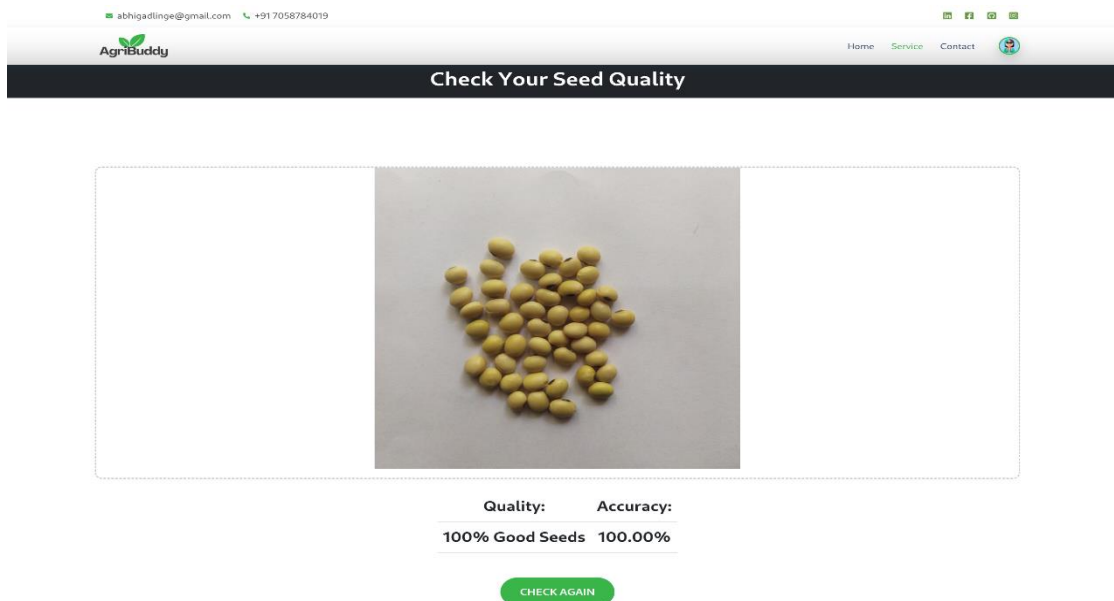 abhigadlinge@gmail.com +91 7058784019
AgriBuddy Home Service Contact
Check Your Seed Quality
Quality: Accuracy:
100% Good Seeds 100.00%
CHECK AGAIN